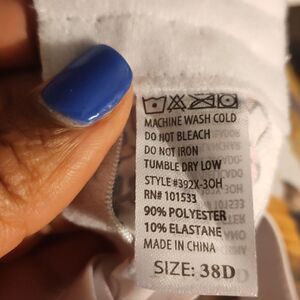 MACHINE WASH COLD
DO NOT BLEACH
DO NOT IRON
TUMBLE DRY LOW
STYLE #392X-3OH
RN# 101533
90% POLYESTER
10% ELASTANE
MADE IN CHINA
SIZE: 38D